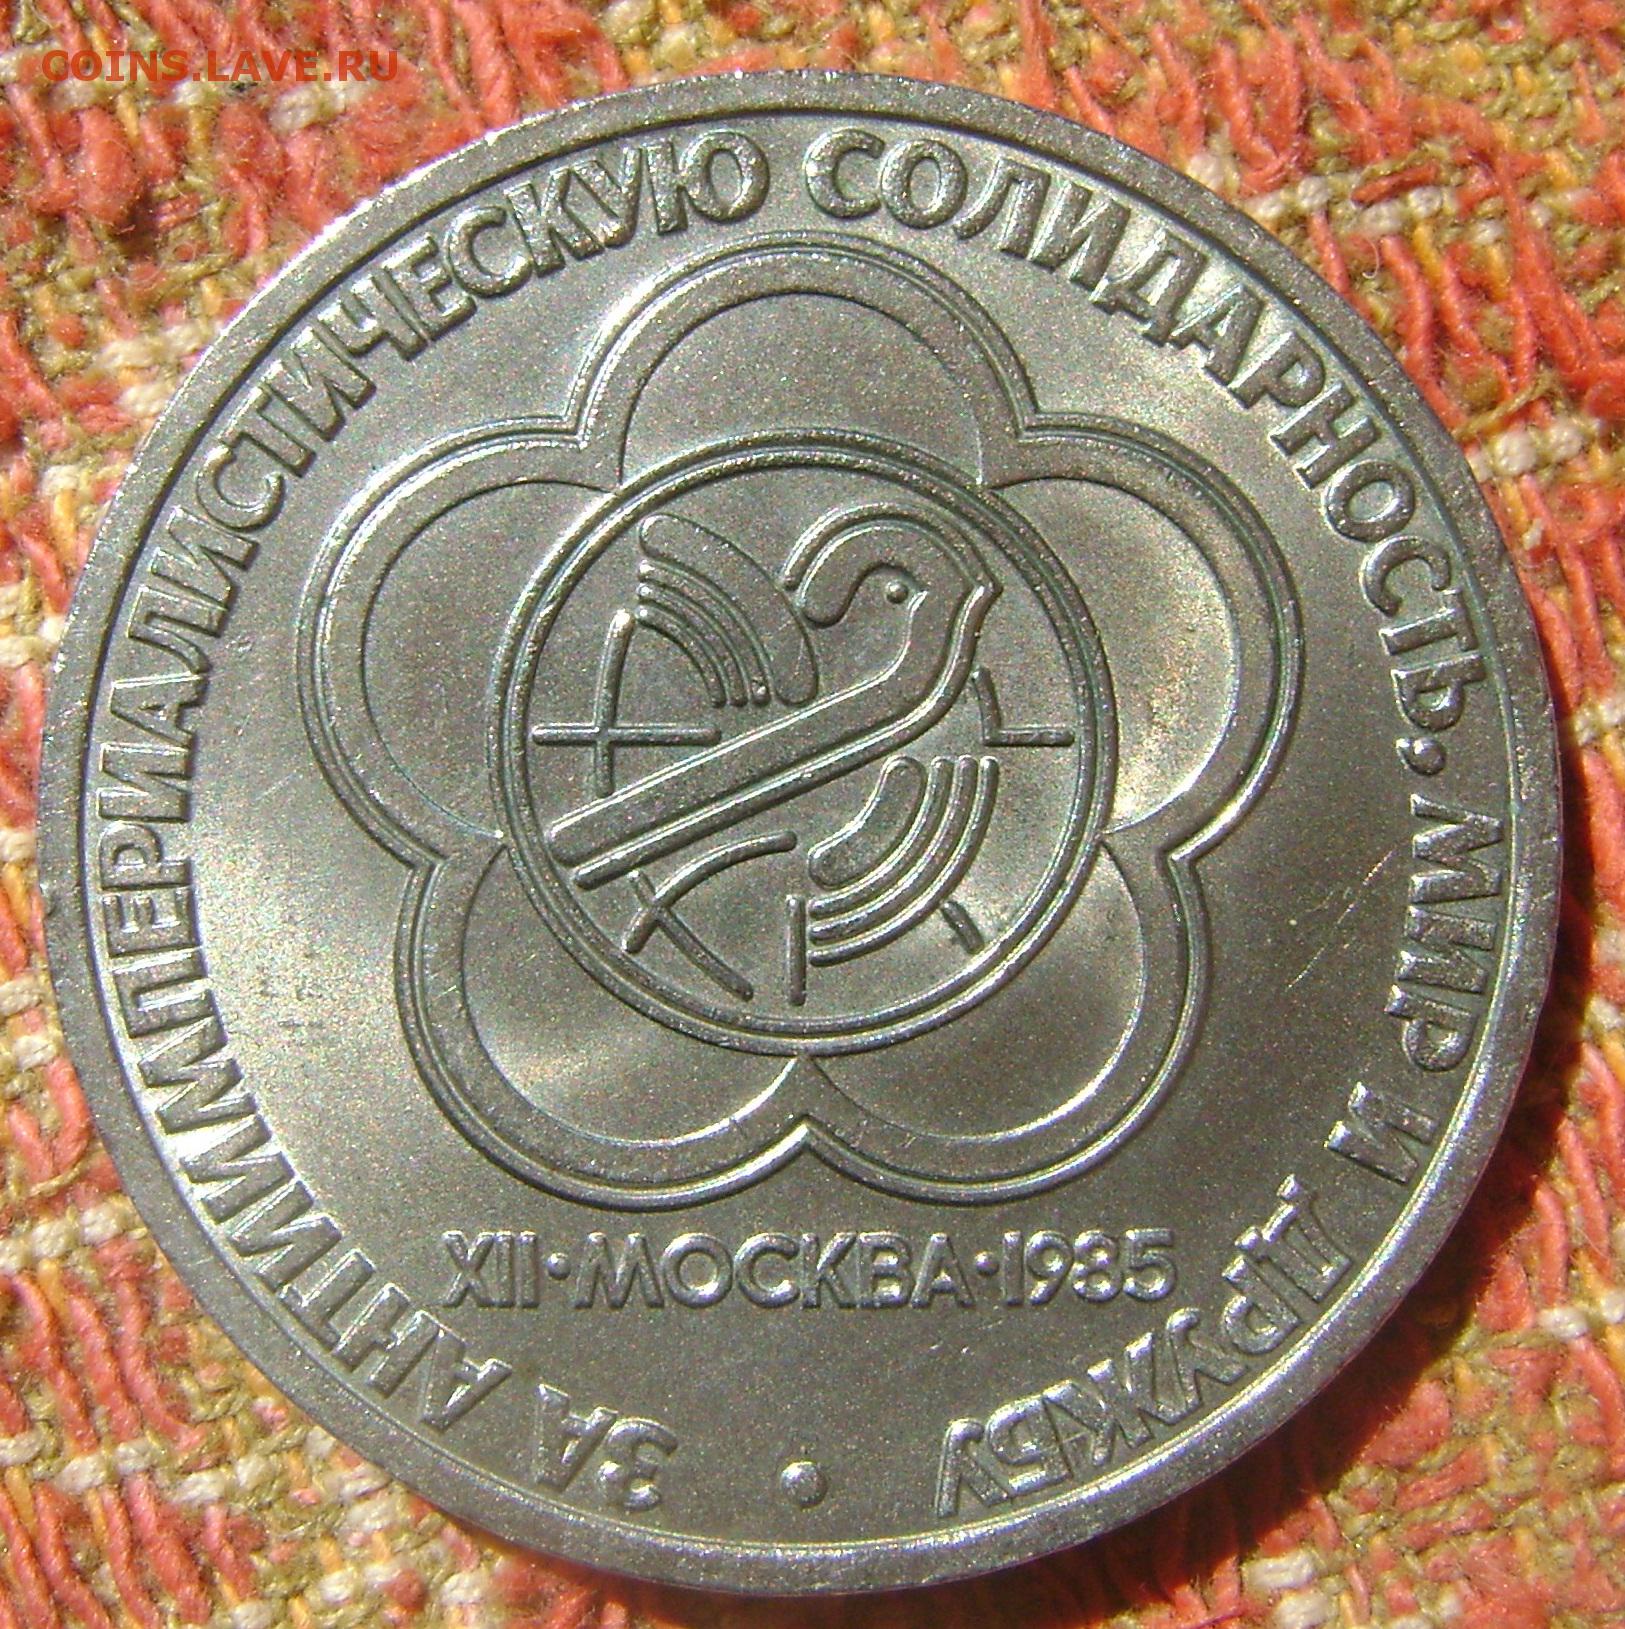 COINS.LAVE.RU
ЗА АНТИИМПЕРИАЛИСТИЧЕСКУЮ СОЛИДАРНОСТЬ, МИР И ДРУЖБУ
XII·МОСКВА·1985